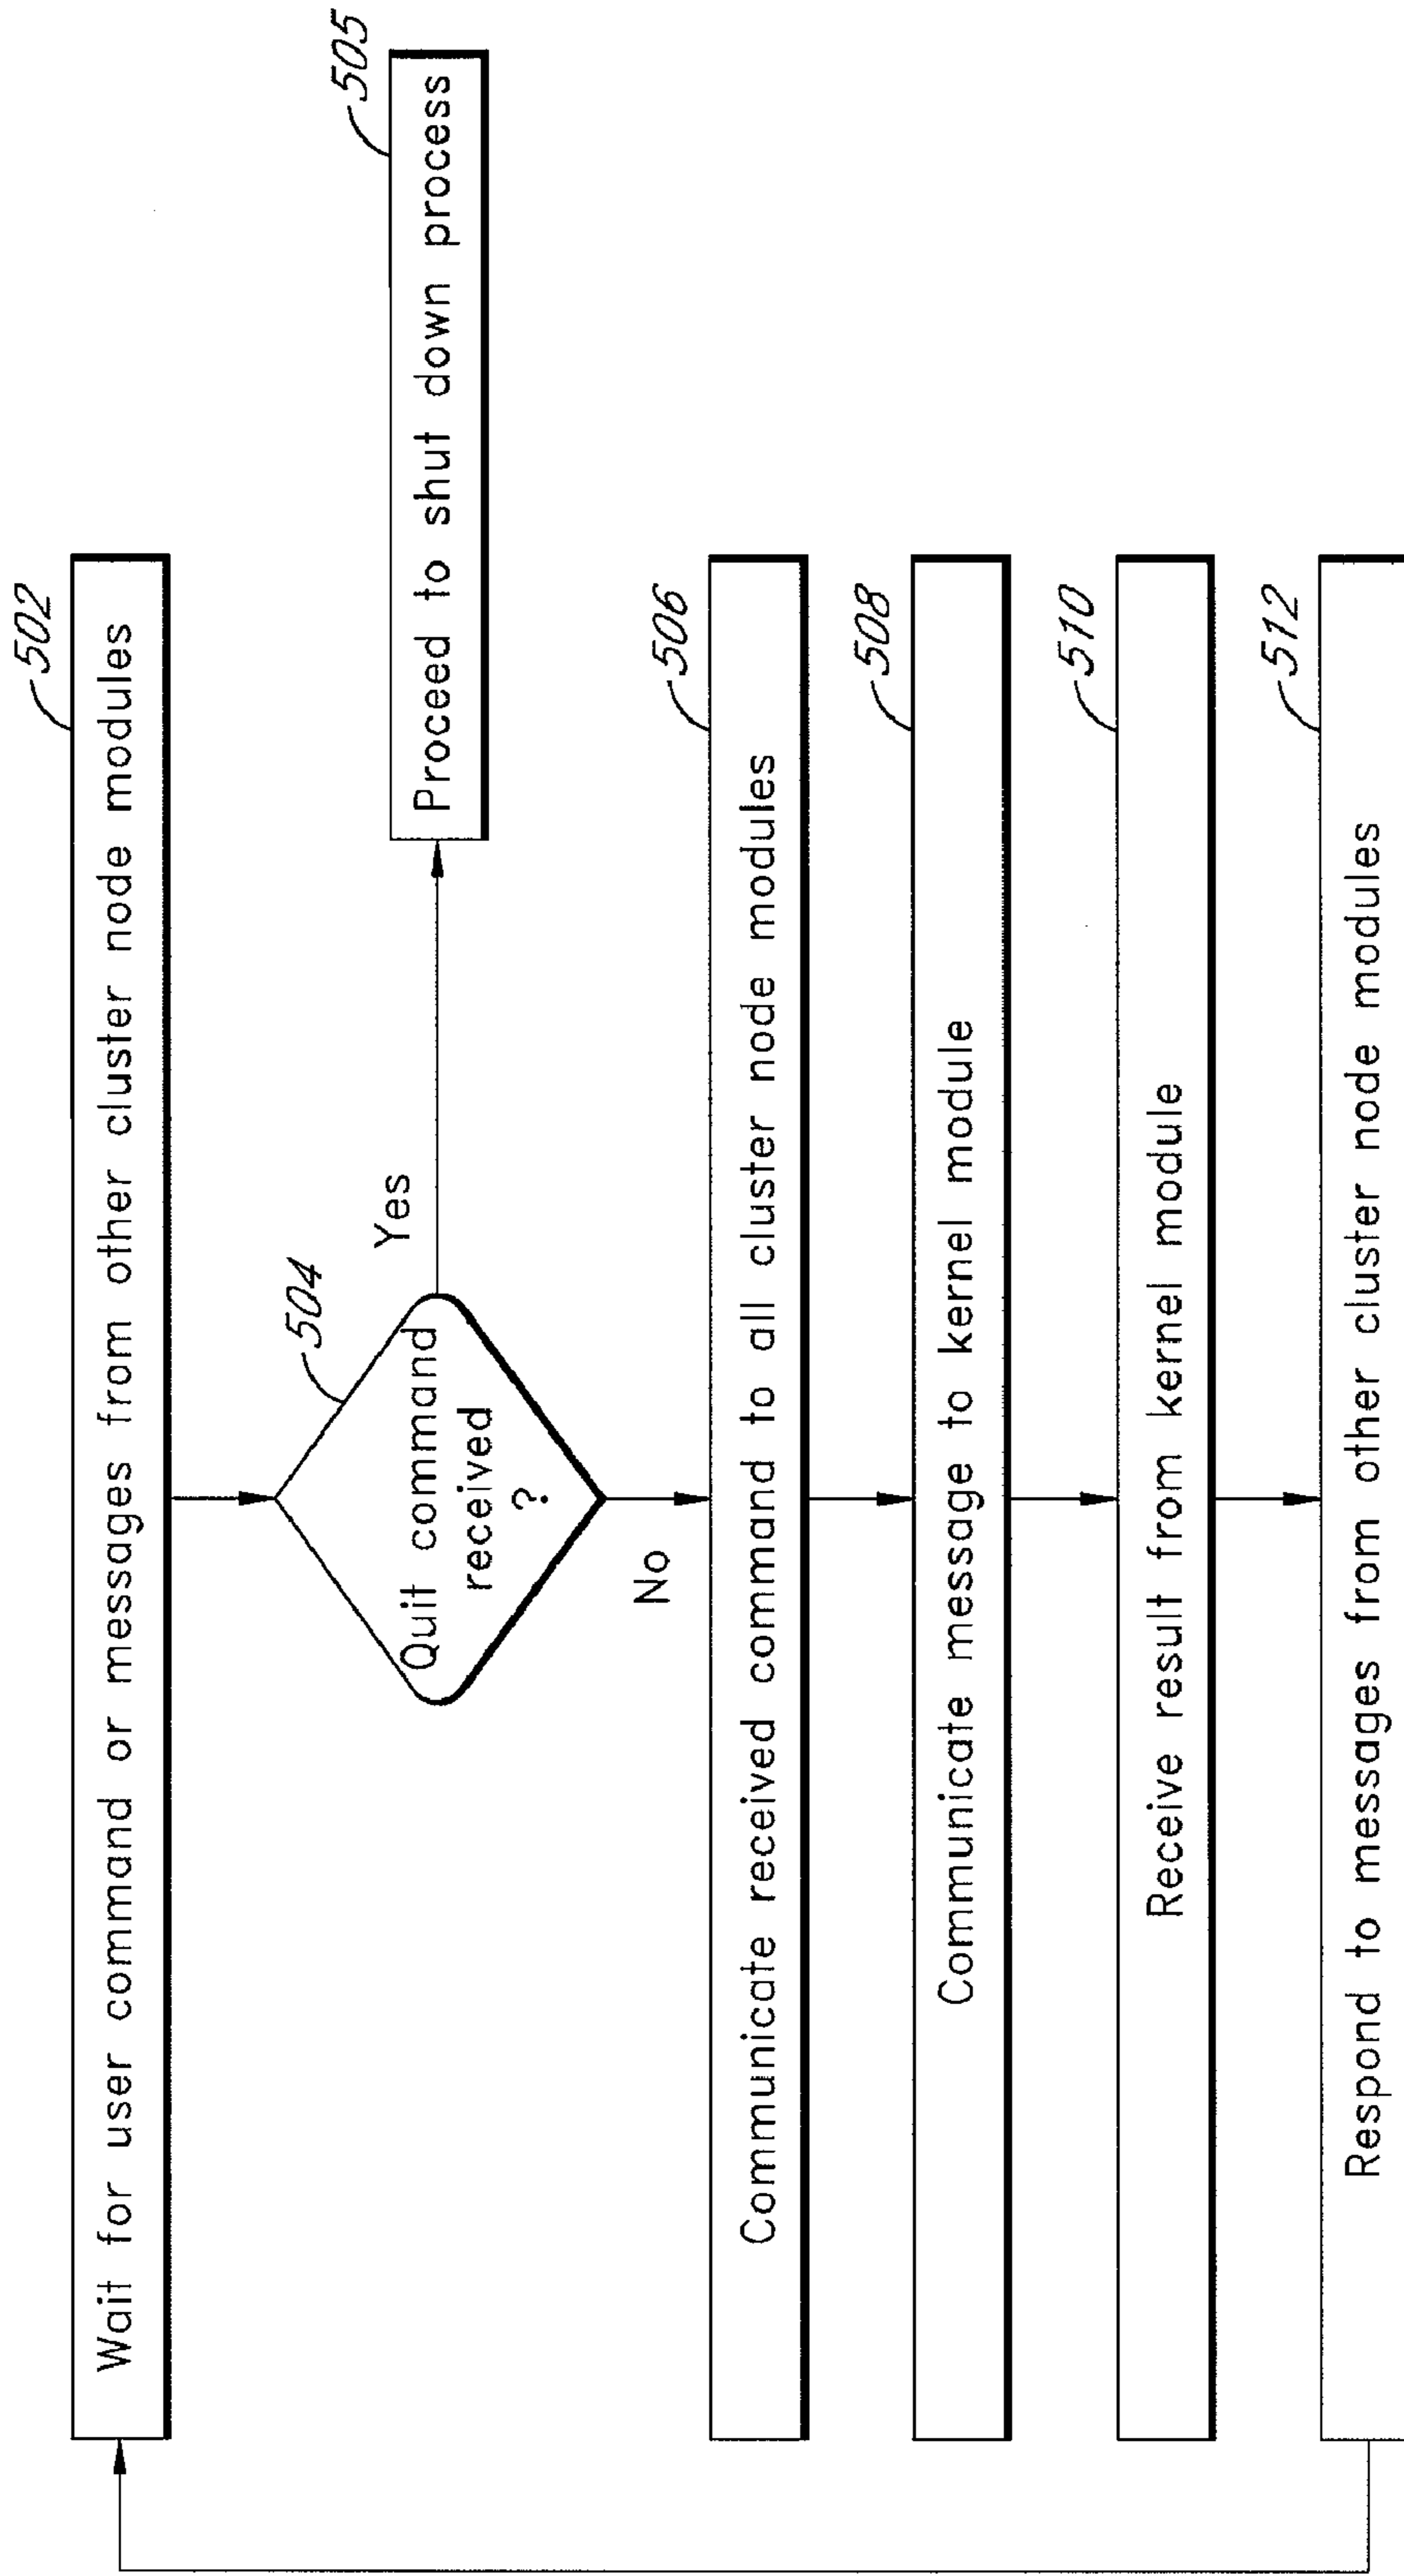 502
Wait for user command or messages from other cluster node modules
504
Quit command
received
?
Yes
505
Proceed to shut down process
No
506
Communicate received command to all cluster node modules
508
Communicate message to kernel module
510
Receive result from kernel module
512
Respond to messages from other cluster node modules